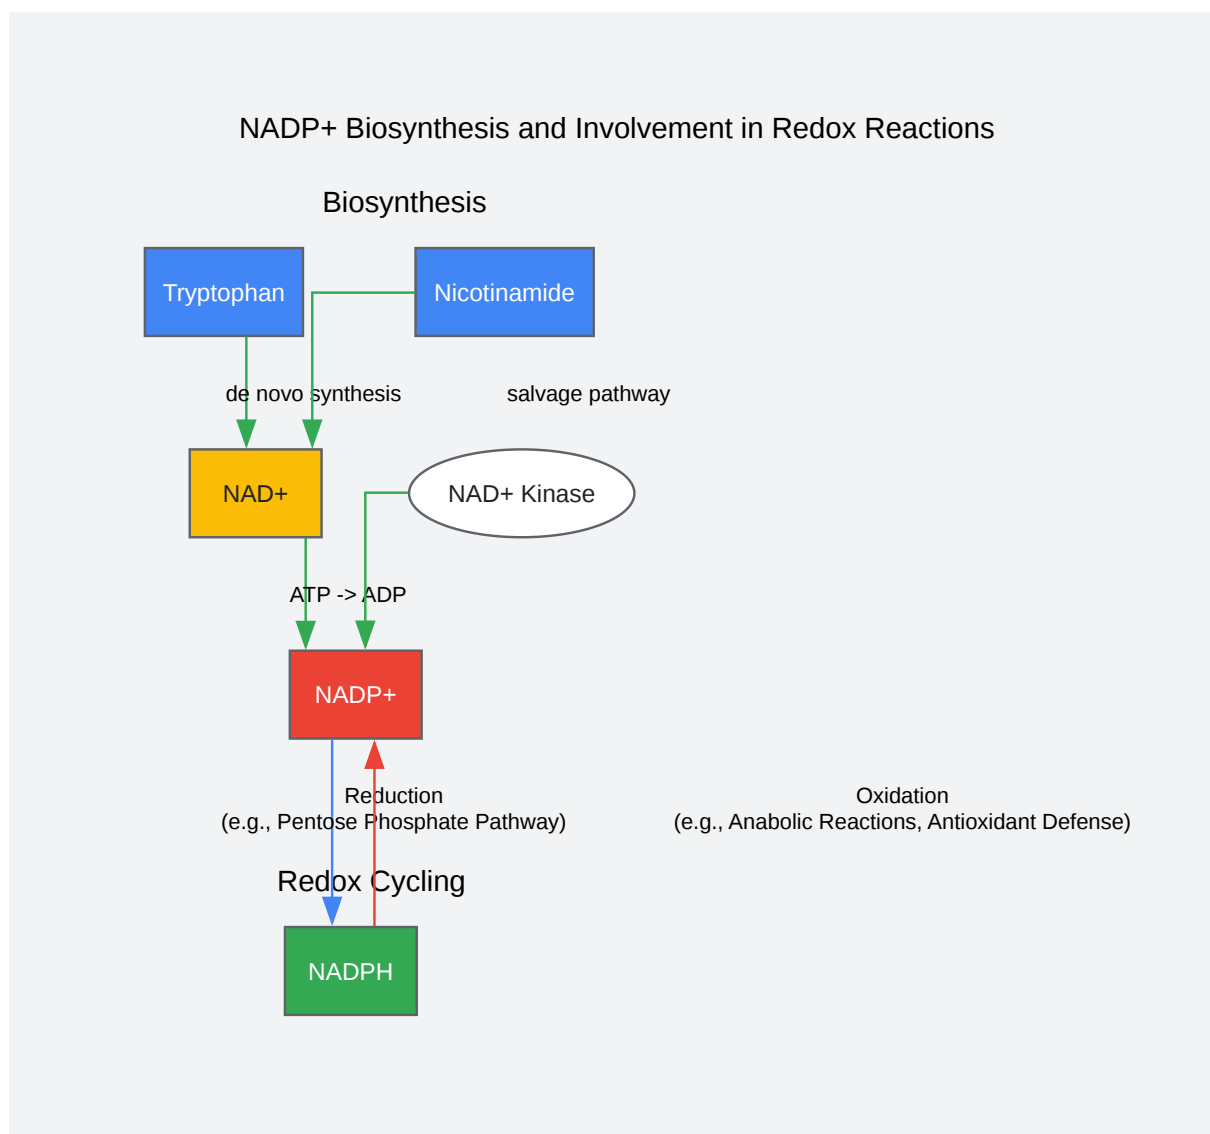 NADP+ Biosynthesis and Involvement in Redox Reactions
Biosynthesis
Tryptophan
Nicotinamide
de novo synthesis
salvage pathway
NAD+
NAD+ Kinase
ATP -> ADP
NADP+
Reduction
(e.g., Pentose Phosphate Pathway)
Oxidation
(e.g., Anabolic Reactions, Antioxidant Defense)
Redox Cycling
NADPH